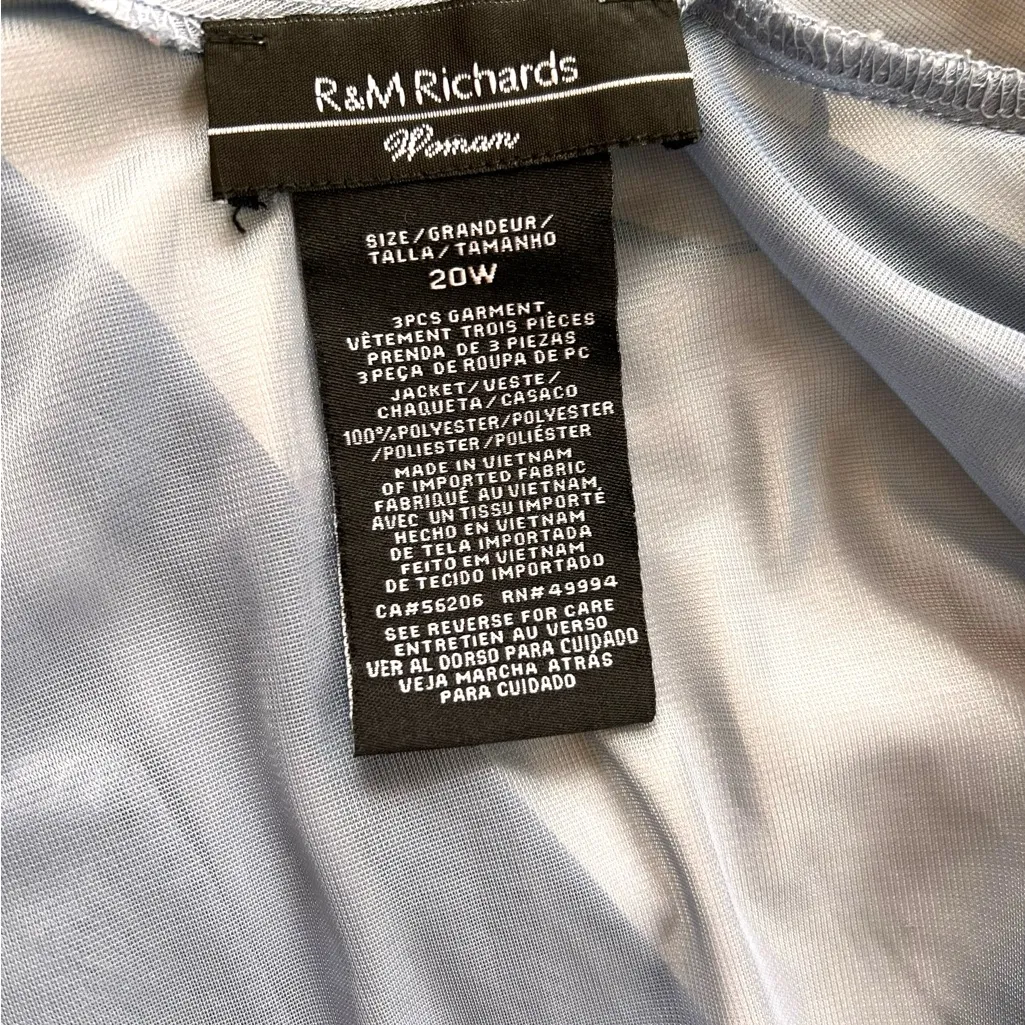 R&M Richards
Woman
SIZE/GRANDEUR/
TALLA/TAMANHO
20W
3PCS GARMENT
VÊTEMENT TROIS PIÈCES
PRENDA DE 3 PIEZAS
3 PEÇA DE ROUPA DE PC
JACKET/VESTE/
CHAQUETA/CASACO
100%POLYESTER/POLYESTER
/POLIESTER/POLIÉSTER
MADE IN VIETNAM
OF IMPORTED FABRIC
FABRIQUÉ AU VIETNAM
AVEC UN TISSU IMPORTÉ
HECHO EN VIETNAM
DE TELA IMPORTADA
FEITO EM VIETNAM
DE TECIDO IMPORTADO
CA#56206 RN#49994
SEE REVERSE FOR CARE
ENTRETIEN AU VERSO
VER AL DORSO PARA CUIDADO
VEJA MARCHA ATRÁS
PARA CUIDADO